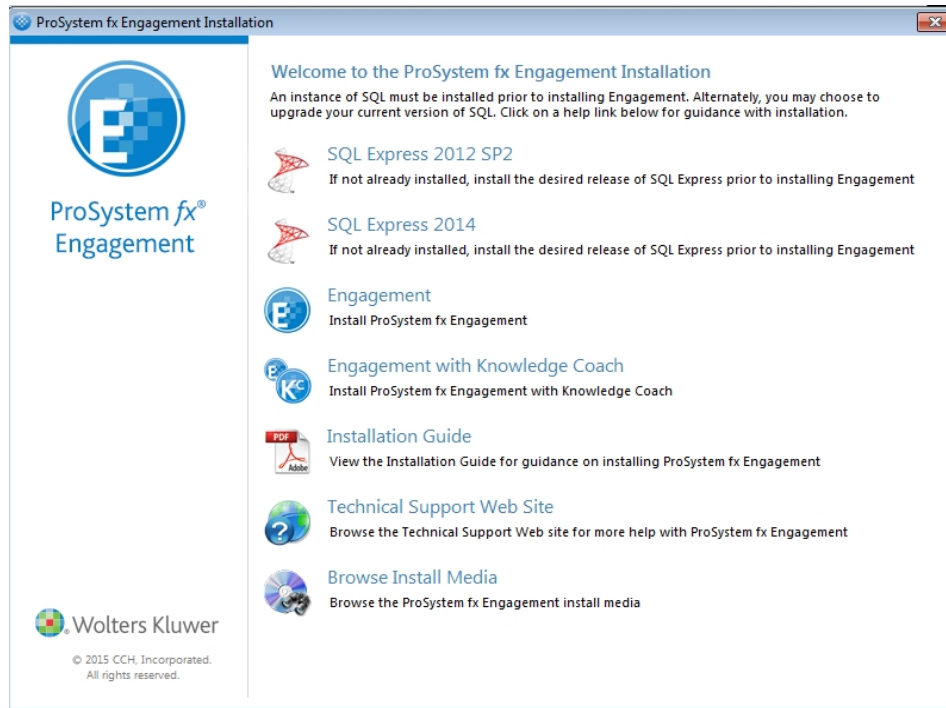 ProSystem fx Engagement Installation
E
ProSystem fx®
Engagement
Welcome to the ProSystem fx Engagement Installation
An instance of SQL must be installed prior to installing Engagement. Alternately, you may choose to
upgrade your current version of SQL. Click on a help link below for guidance with installation.
SQL Express 2012 SP2
If not already installed, install the desired release of SQL Express prior to installing Engagement
SQL Express 2014
If not already installed, install the desired release of SQL Express prior to installing Engagement
E
Engagement
Install ProSystem fx Engagement
E
KC
Engagement with Knowledge Coach
Install ProSystem fx Engagement with Knowledge Coach
PDF
Adobe
Installation Guide
View the Installation Guide for guidance on installing ProSystem fx Engagement
?
Technical Support Web Site
Browse the Technical Support Web site for more help with ProSystem fx Engagement
Browse Install Media
Browse the ProSystem fx Engagement install media
Wolters Kluwer
© 2015 CCH, Incorporated.
All rights reserved.